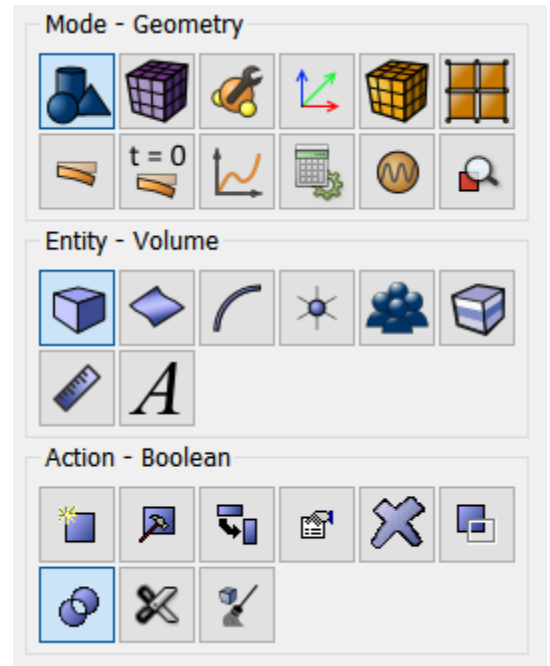 Mode - Geometry
t = 0
Entity - Volume
A
Action - Boolean